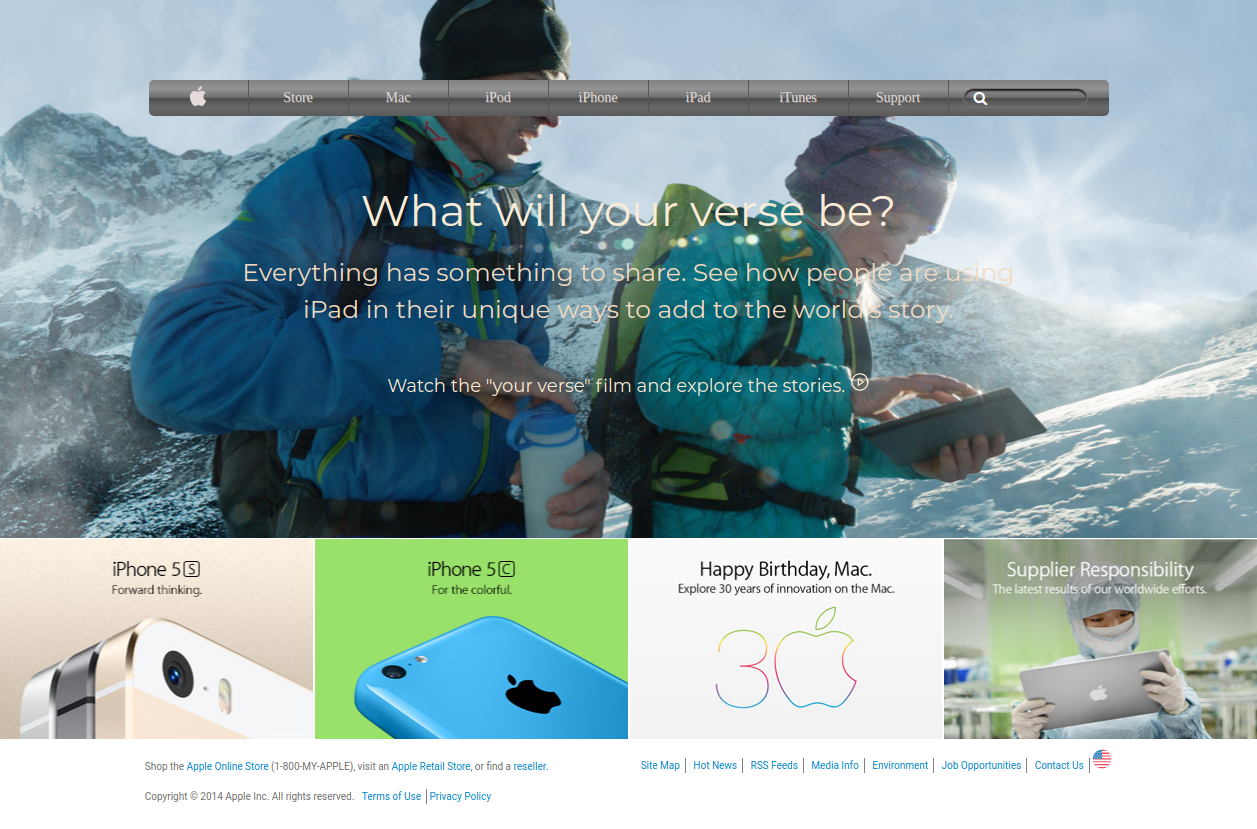 Store Mac iPod iPhone iPad iTunes Support
What will your verse be?
Everything has something to share. See how people are using
iPad in their unique ways to add to the world's story.
Watch the "your verse" film and explore the stories.
iPhone 5S
Forward thinking.
iPhone 5C
For the colorful.
Happy Birthday, Mac.
Explore 30 years of innovation on the Mac.
30
Supplier Responsibility
The latest results of our worldwide efforts.
Shop the Apple Online Store (1-800-MY-APPLE), visit an Apple Retail Store, or find a reseller.
Site Map Hot News RSS Feeds Media Info Environment Job Opportunities Contact Us
Copyright © 2014 Apple Inc. All rights reserved. Terms of Use Privacy Policy